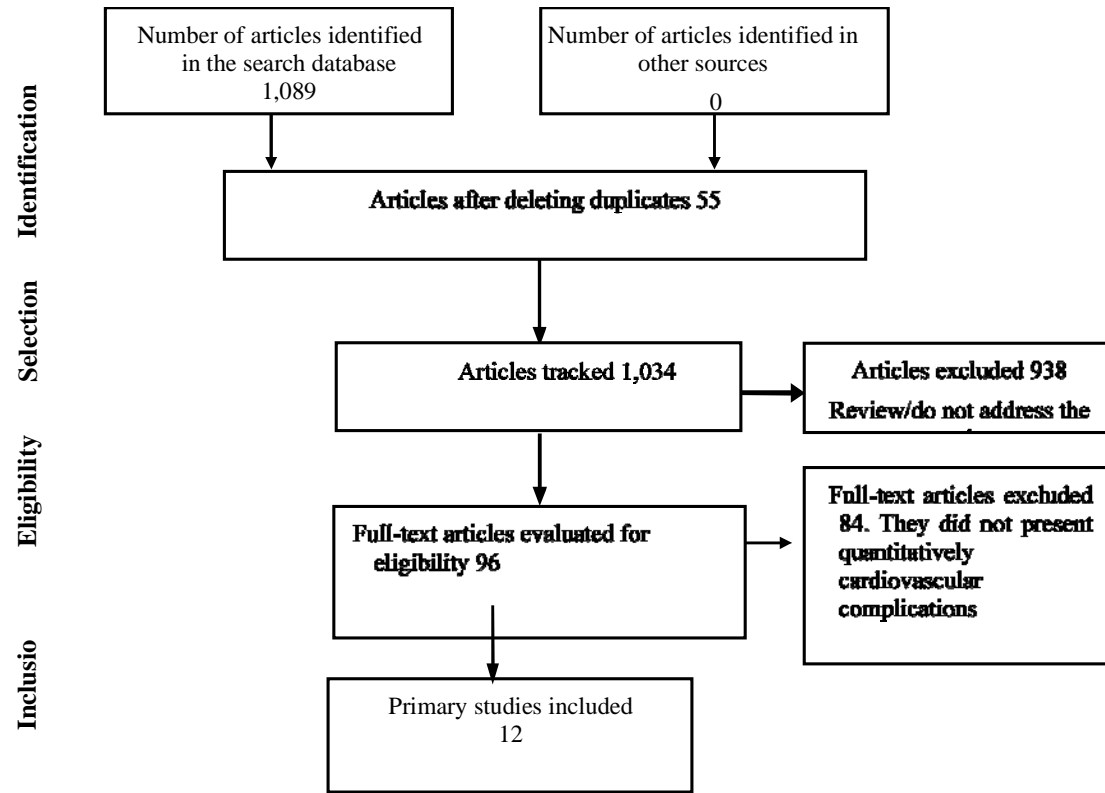 Number of articles identified
in the search database
1,089
Number of articles identified in
other sources
0
Identification
Articles after deleting duplicates 55
Selection
Articles tracked 1,034
Articles excluded 938
Review/do not address the
Eligibility
Full-text articles evaluated for
eligibility 96
Full-text articles excluded
84. They did not present
quantitatively
cardiovascular
complications
Inclusio
Primary studies included
12